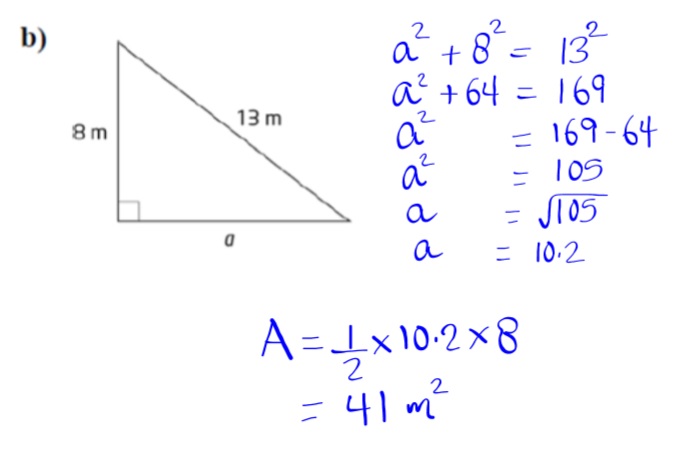 b)
8 m
13 m
a
a² + 8² = 13²
a² + 64 = 169
a² = 169 - 64
a² = 105
a = √105
a = 10.2
A = 1/2 × 10.2 × 8
= 41 m²